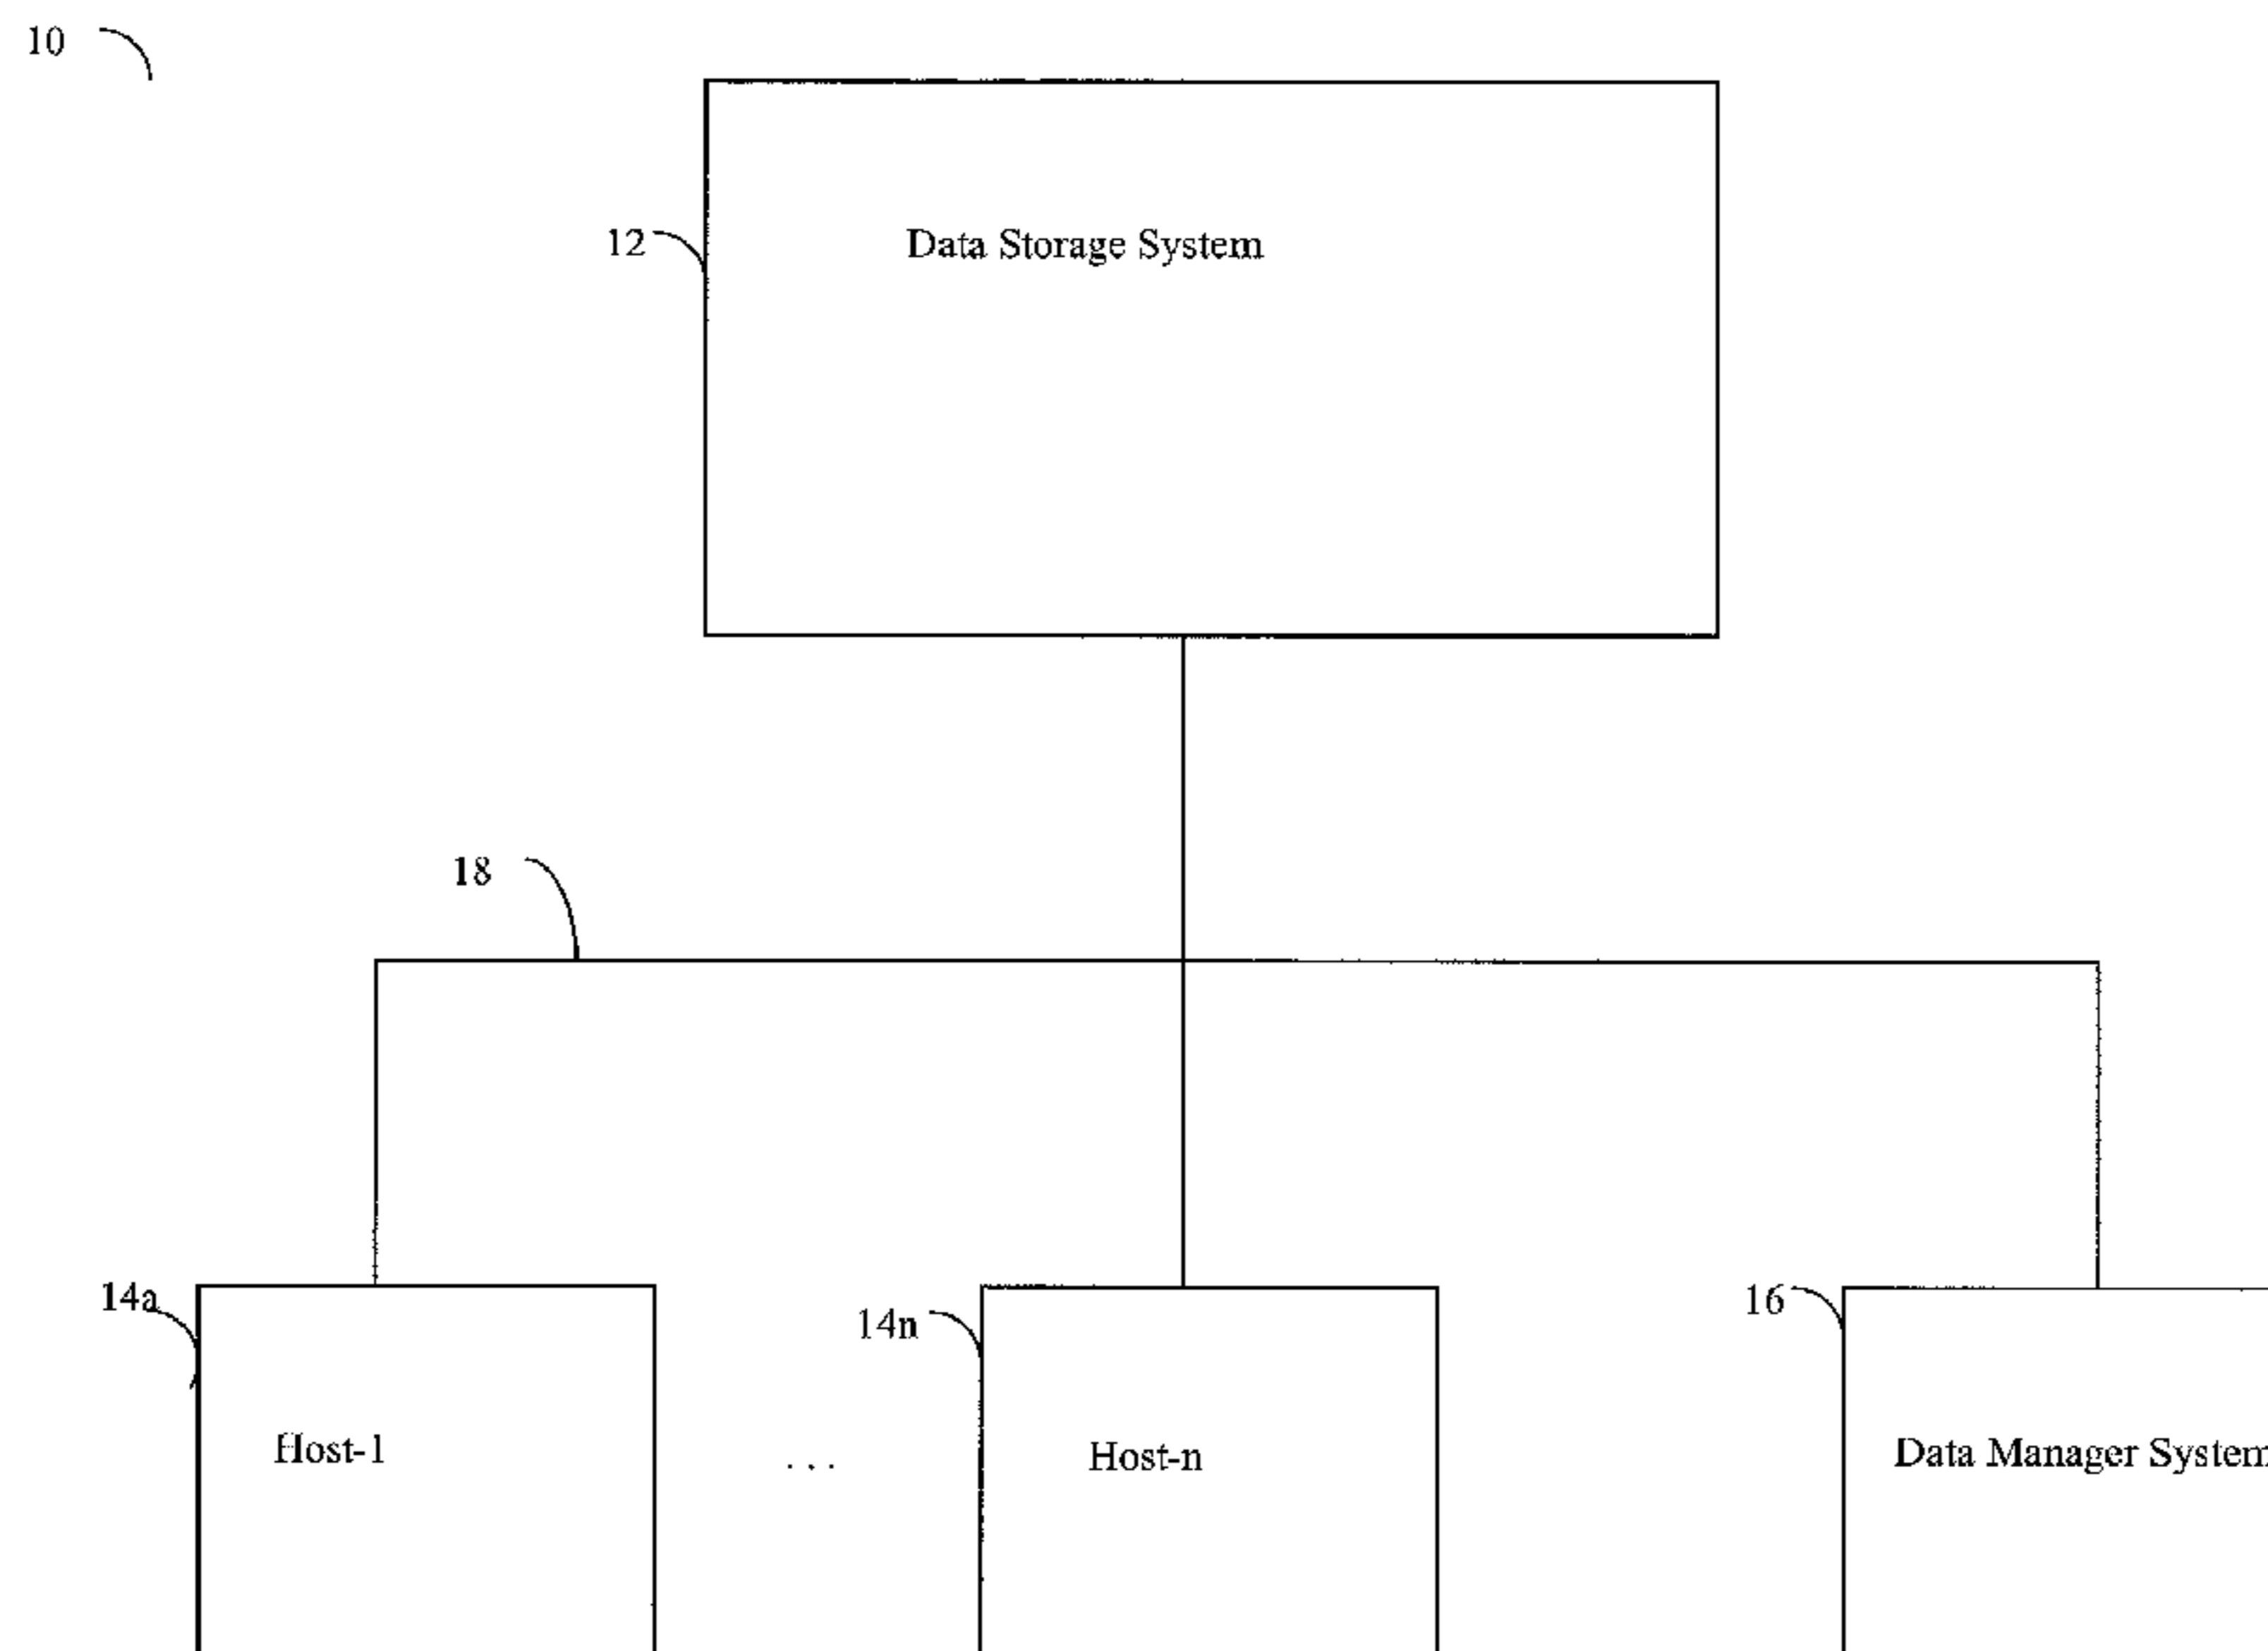 10
12
Data Storage System
18
14a
14n
16
Host-1
. . .
Host-n
Data Manager System